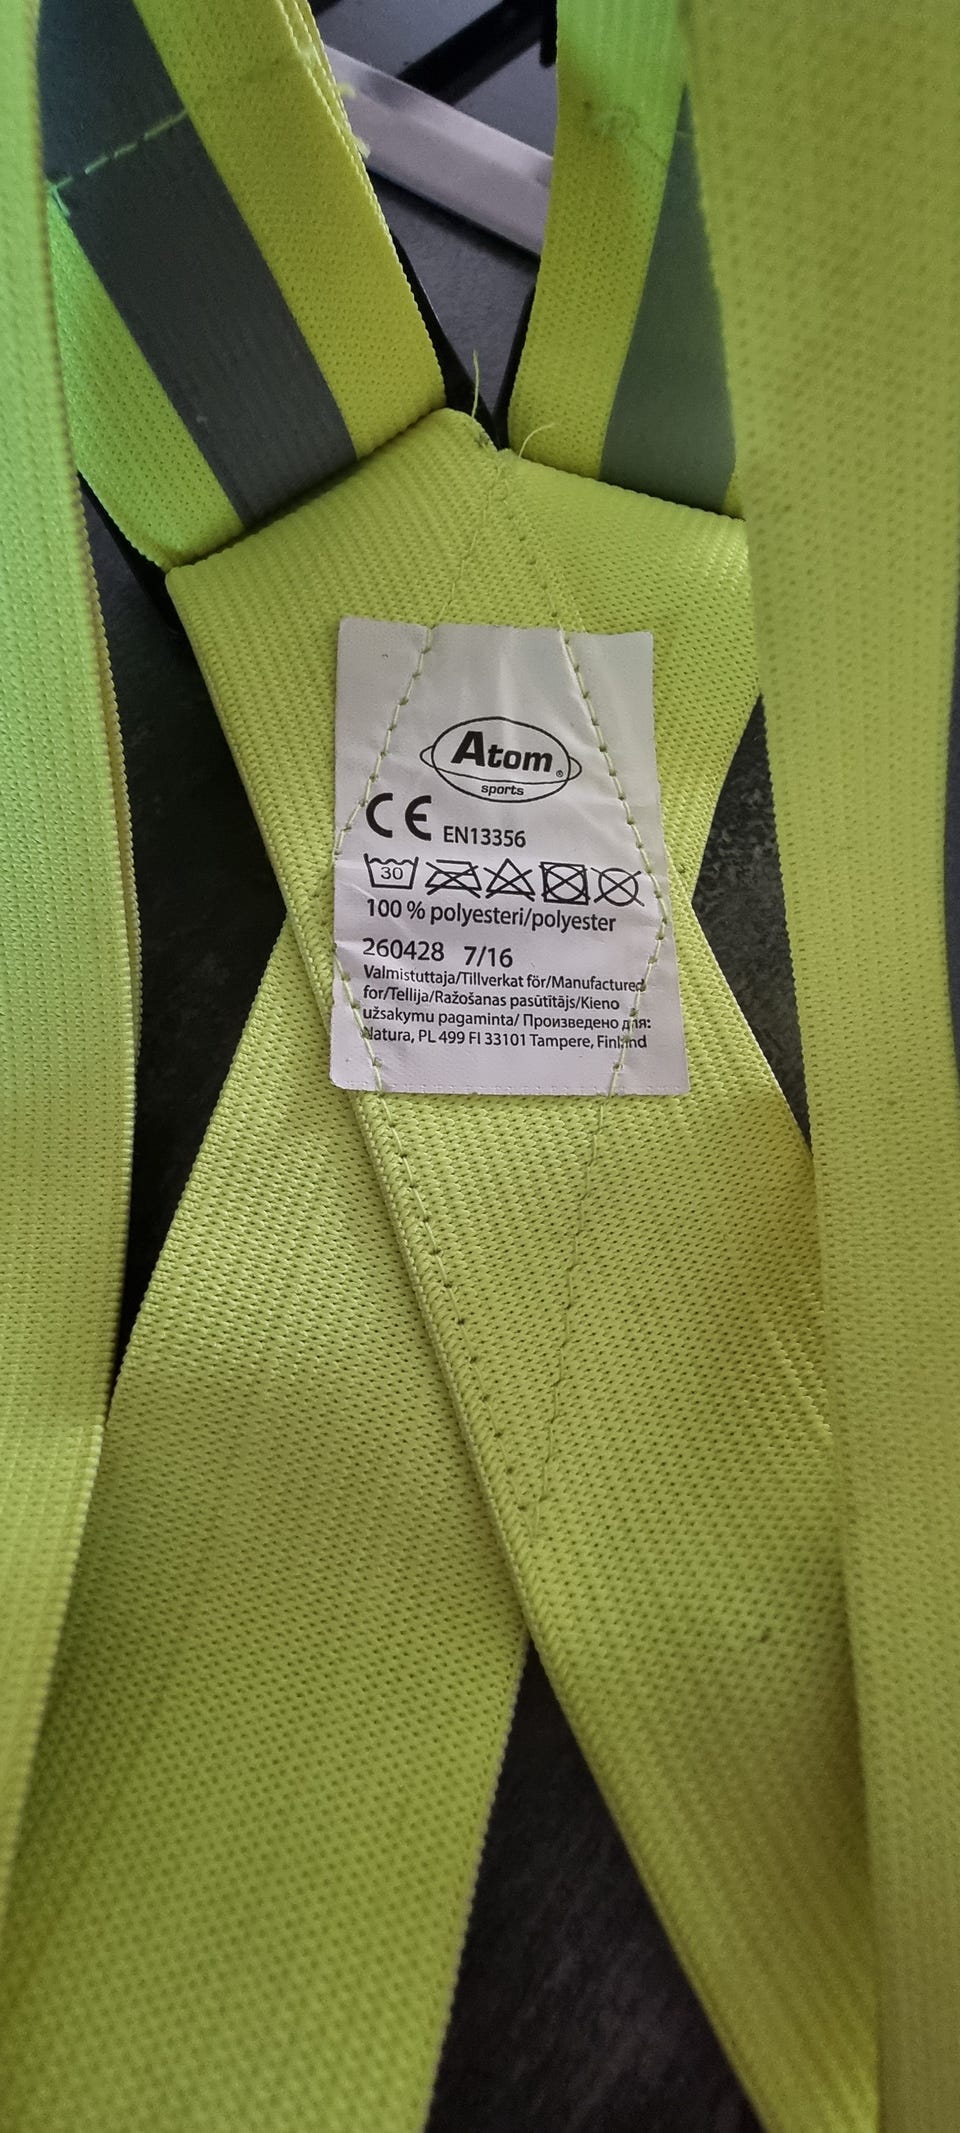 Atom®
sports
CE EN13356
30
100 % polyesteri/polyester
260428 7/16
Valmistuttaja/Tillverkat för/Manufactured
for/Tellija/Ražošanas pasūtītājs/Kieno
užsakymu pagaminta/ Произведено для:
Natura, PL 499 FI 33101 Tampere, Finland